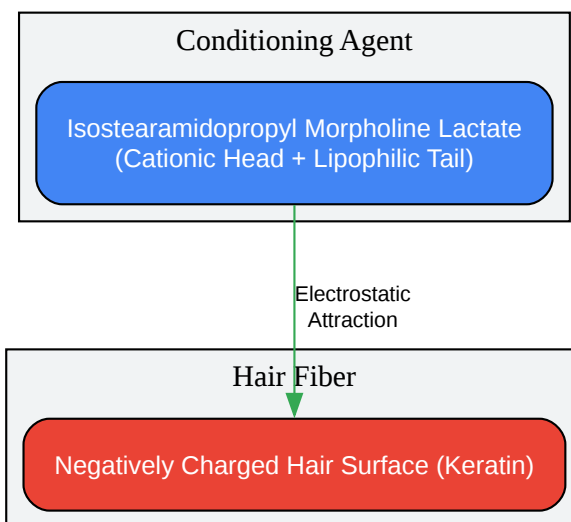 Conditioning Agent
Isostearamidopropyl Morpholine Lactate
(Cationic Head + Lipophilic Tail)
Electrostatic
Attraction
Hair Fiber
Negatively Charged Hair Surface (Keratin)